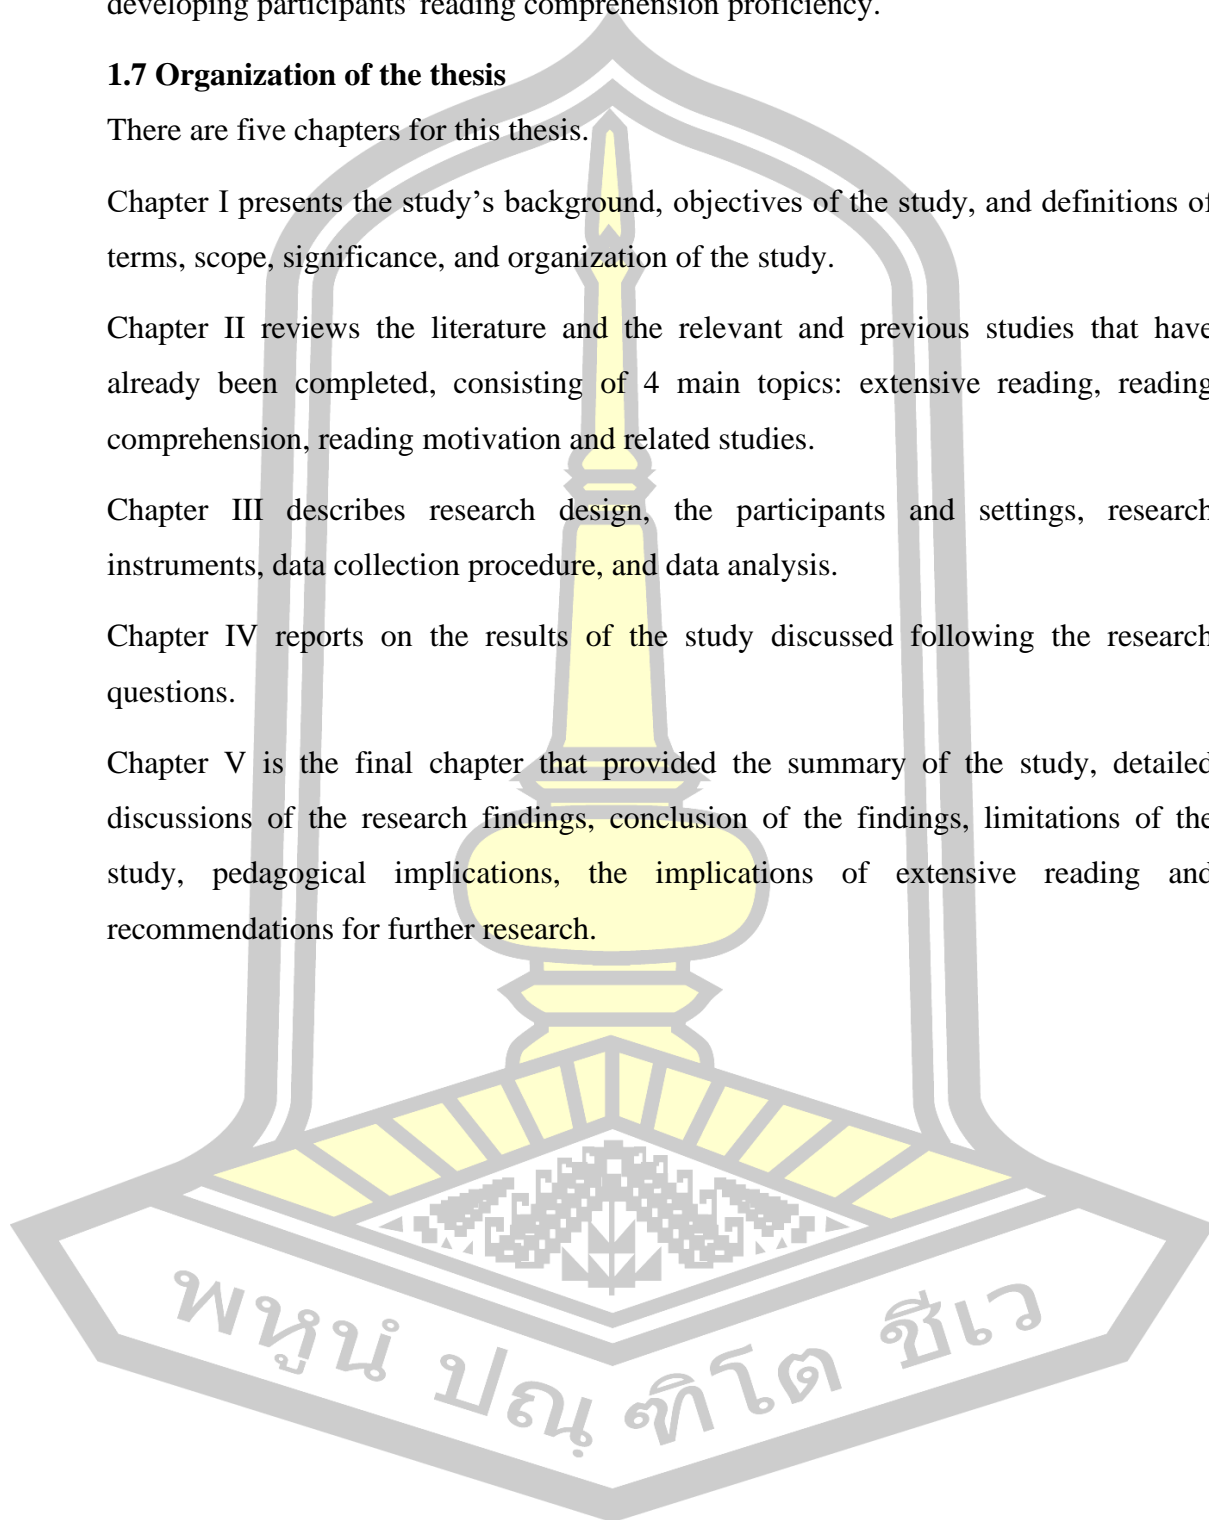 developing participants' reading comprehension proficiency.
1.7 Organization of the thesis
There are five chapters for this thesis.
Chapter I presents the study’s background, objectives of the study, and definitions of
terms, scope, significance, and organization of the study.
Chapter II reviews the literature and the relevant and previous studies that have
already been completed, consisting of 4 main topics: extensive reading, reading
comprehension, reading motivation and related studies.
Chapter III describes research design, the participants and settings, research
instruments, data collection procedure, and data analysis.
Chapter IV reports on the results of the study discussed following the research
questions.
Chapter V is the final chapter that provided the summary of the study, detailed
discussions of the research findings, conclusion of the findings, limitations of the
study, pedagogical implications, the implications of extensive reading and
recommendations for further research.
พหูนํ ปณฺ ฑิโต ชีเว